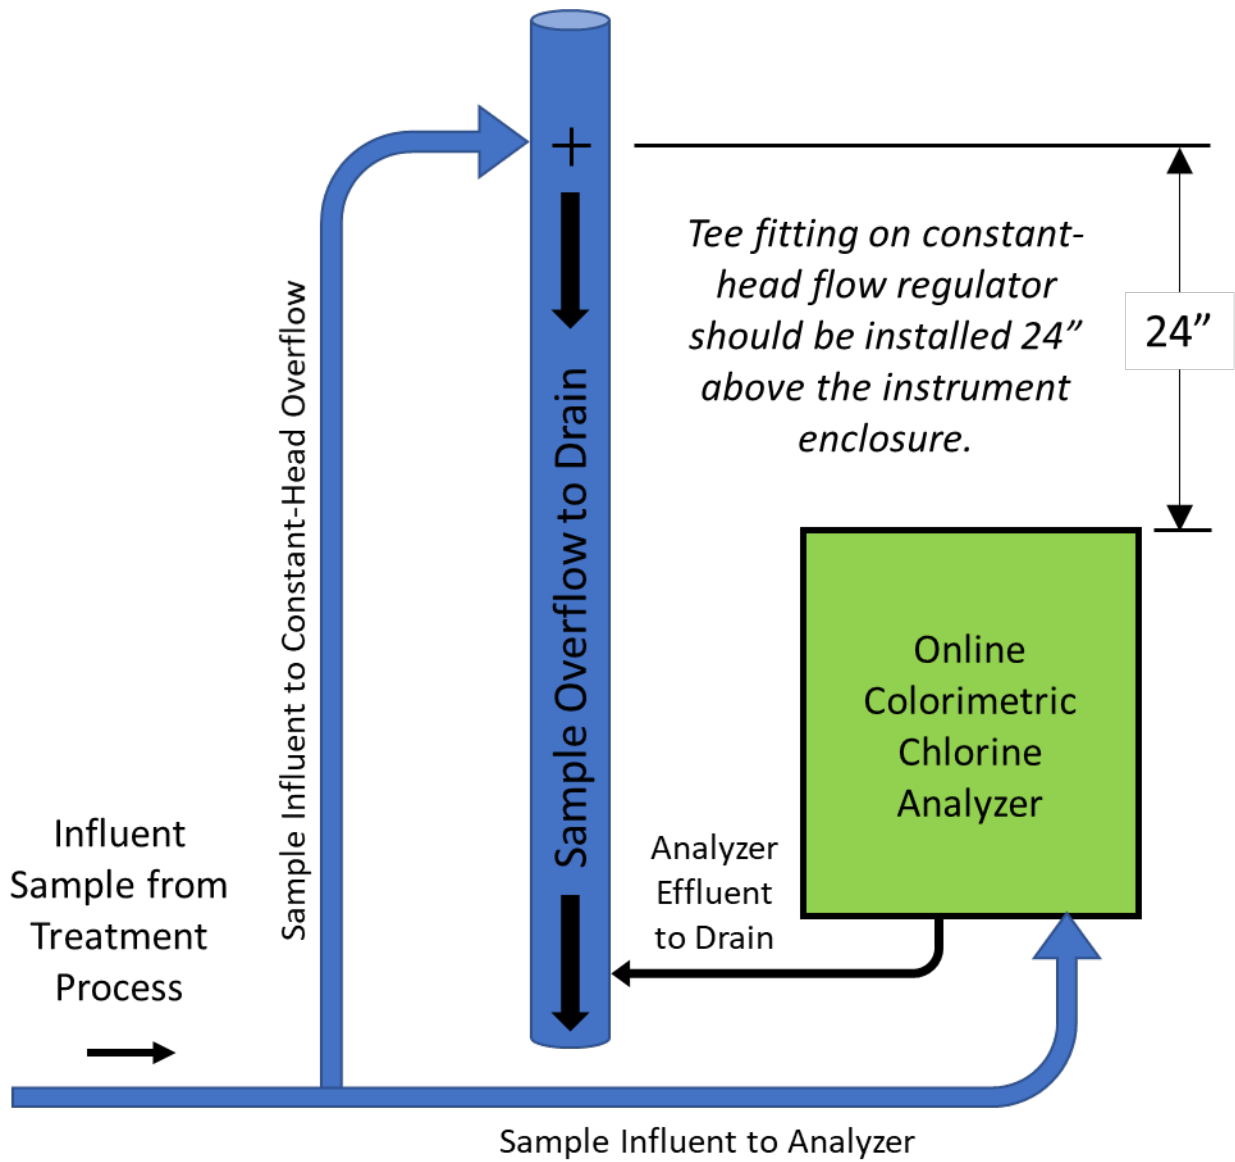 Tee fitting on constant-
head flow regulator
should be installed 24”
above the instrument
enclosure.
24”
Sample Influent to Constant-Head Overflow
Sample Overflow to Drain
Online
Colorimetric
Chlorine
Analyzer
Influent
Sample from
Treatment
Process
Analyzer
Effluent
to Drain
Sample Influent to Analyzer